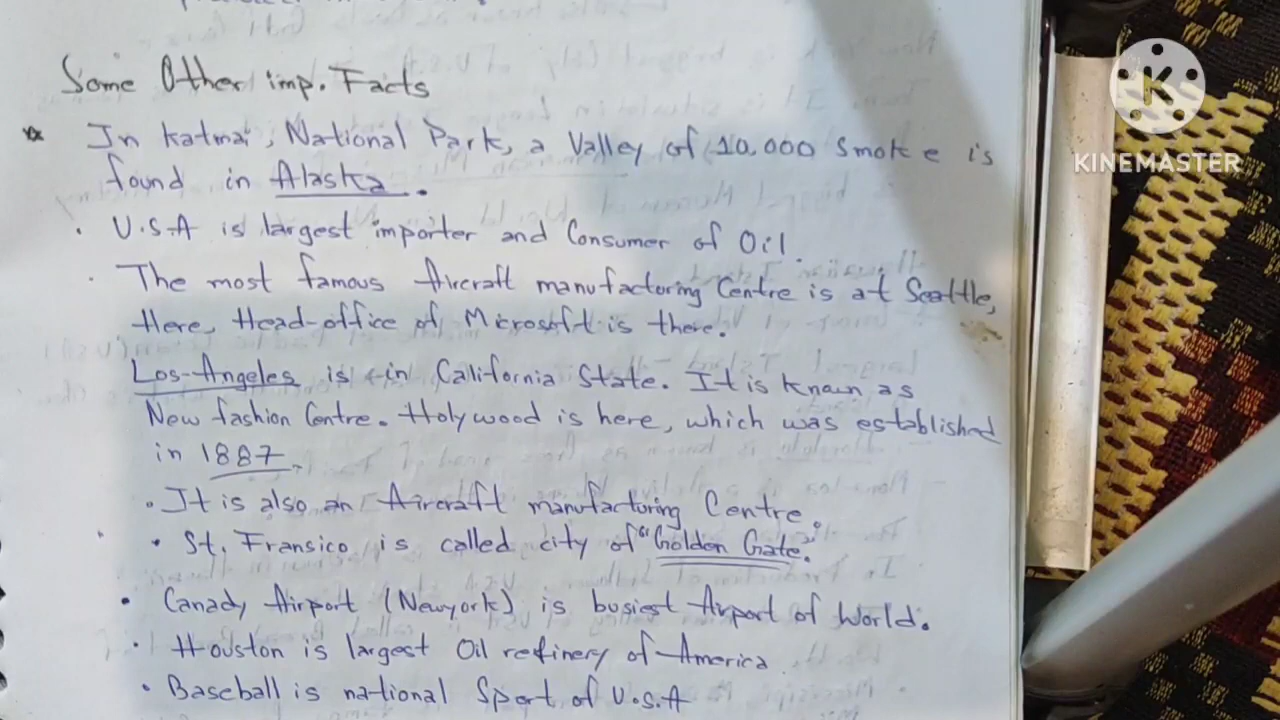 Some Other imp. Facts
In Katmai, National Park, a Valley of 10,000 Smoke is
found in Alaska.
U.S.A is largest importer and Consumer of Oil.
The most famous Aircraft manufactoring Centre is at Seattle,
Here, Head-office of Microsoft is there.
Los-Angeles is in California State. It is Known as
New fashion Centre. Holywood is here, which was established
in 1887.
It is also an Aircraft manufacturing Centre.
St. Fransico is called city of "Golden Gate".
Canady Airport (Newyork) is busiest Airport of World.
Houston is largest Oil refinery of America
Baseball is national Sport of U.S.A
KINEMASTER